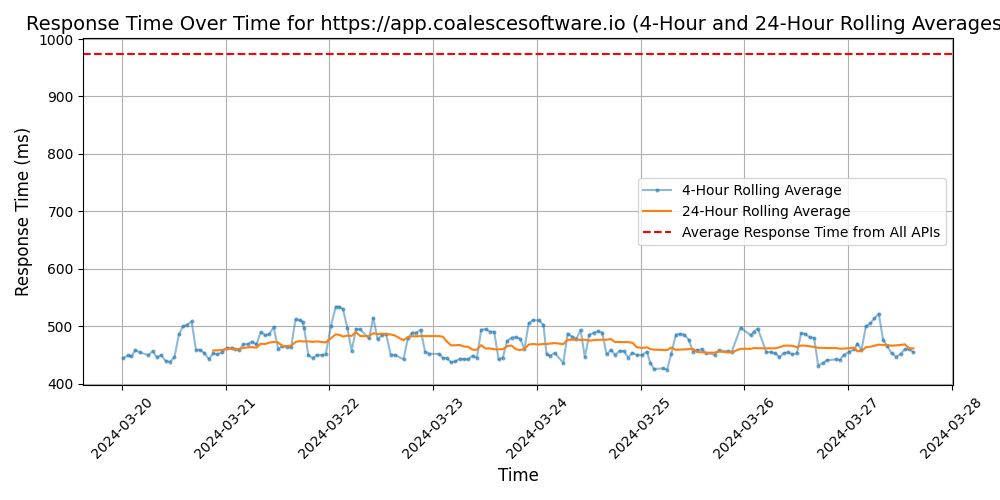 Response Time Over Time for https://app.coalescesoftware.io (4-Hour and 24-Hour Rolling Averages
Response Time (ms)
1000
900
800
700
600
500
400
4-Hour Rolling Average
24-Hour Rolling Average
Average Response Time from All APIs
2024-03-20
2024-03-21
2024-03-22
2024-03-23
2024-03-24
2024-03-25
2024-03-26
2024-03-27
2024-03-28
Time